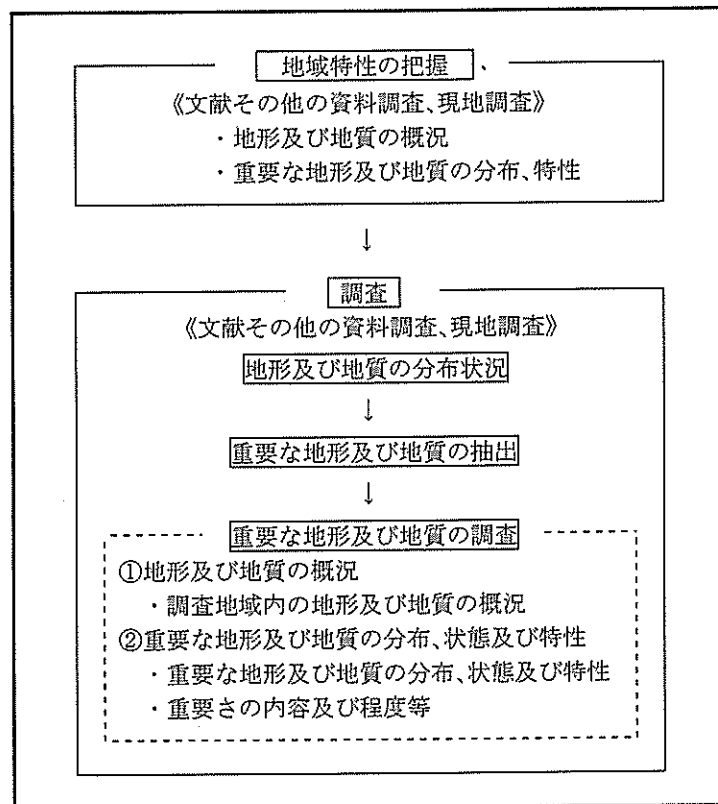 地域特性の把握
《文献その他の資料調査、現地調査》
・地形及び地質の概況
・重要な地形及び地質の分布、特性
↓
調査
《文献その他の資料調査、現地調査》
地形及び地質の分布状況
↓
重要な地形及び地質の抽出
↓
重要な地形及び地質の調査
①地形及び地質の概況
・調査地域内の地形及び地質の概況
②重要な地形及び地質の分布、状態及び特性
・重要な地形及び地質の分布、状態及び特性
・重要さの内容及び程度等